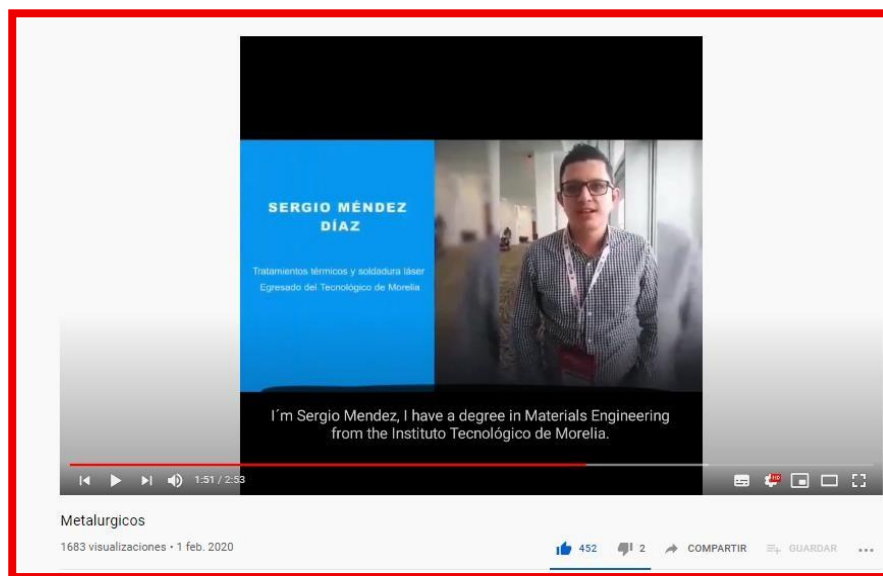 SERGIO MÉNDEZ
DÍAZ
Tratamientos térmicos y soldadura láser
Egresado del Tecnológico de Morelia
I´m Sergio Mendez, I have a degree in Materials Engineering
from the Instituto Tecnológico de Morelia.
1:51 / 2:53
HD
Metalurgicos
1683 visualizaciones • 1 feb. 2020
452
2
COMPARTIR
GUARDAR